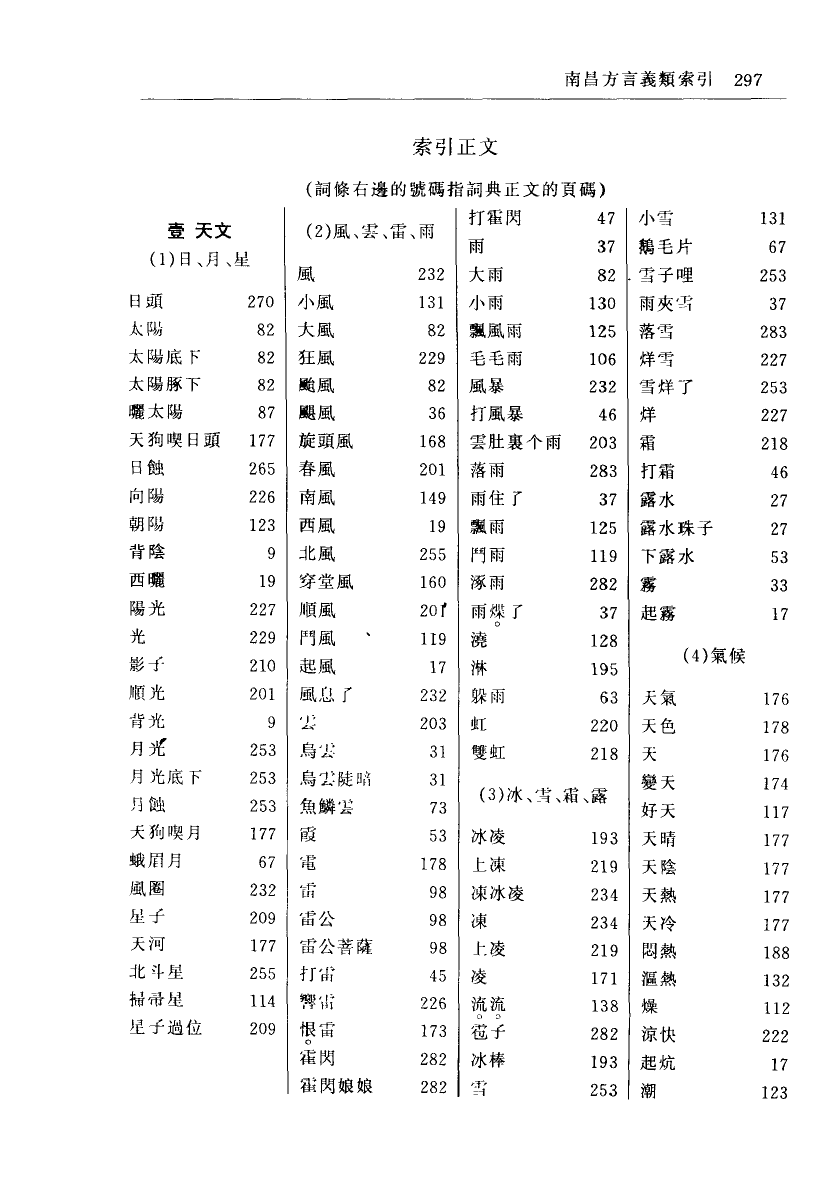 南昌方言義類索引 297
索引正文
(詞條右邊的號碼指詞典正文的頁碼)
壹 天文
(1)日、月、星
日頭 270
太陽 82
太陽底下 82
太陽豚下 82
曬太陽 87
天狗喫日頭 177
日蝕 265
向陽 226
朝陽 123
背陰 9
西曬 19
陽光 227
光 229
影子 210
順光 201
背光 9
月光 253
月光底下 253
月蝕 253
天狗喫月 177
蛾眉月 67
風圈 232
星子 209
天河 177
北斗星 255
掃帚星 114
星子過位 209
(2)風、雲、雷、雨
風 232
小風 131
大風 82
狂風 229
颱風 82
颶風 36
旋頭風 168
春風 201
南風 149
西風 19
北風 255
穿堂風 160
順風 201
鬥風 119
起風 17
風息了 232
雲 203
烏雲 31
烏雲陡暗 31
魚鱗雲 73
霞 53
電 178
雷 98
雷公 98
雷公菩薩 98
打雷 45
響雷 226
恨雷 173
霍閃 282
霍閃娘娘 282
打霍閃 47
雨 37
大雨 82
小雨 130
飄風雨 125
毛毛雨 106
風暴 232
打風暴 46
雲肚裏个雨 203
落雨 283
雨住了 37
飄雨 125
鬥雨 119
涿雨 282
雨煠了 37
澆 128
淋 195
躲雨 63
虹 220
雙虹 218
(3)冰、雪、霜、露
冰凌 193
上凍 219
凍冰凌 234
凍 234
上凌 219
凌 171
流流 138
雹子 282
冰棒 193
雪 253
小雪 131
鵝毛片 67
雪子哩 253
雨夾雪 37
落雪 283
烊雪 227
雪烊了 253
烊 227
霜 218
打霜 46
露水 27
露水珠子 27
下露水 53
霧 33
起霧 17
(4)氣候
天氣 176
天色 178
天 176
變天 174
好天 117
天晴 177
天陰 177
天熱 177
天冷 177
悶熱 188
漚熱 132
燥 112
涼快 222
起炕 17
潮 123